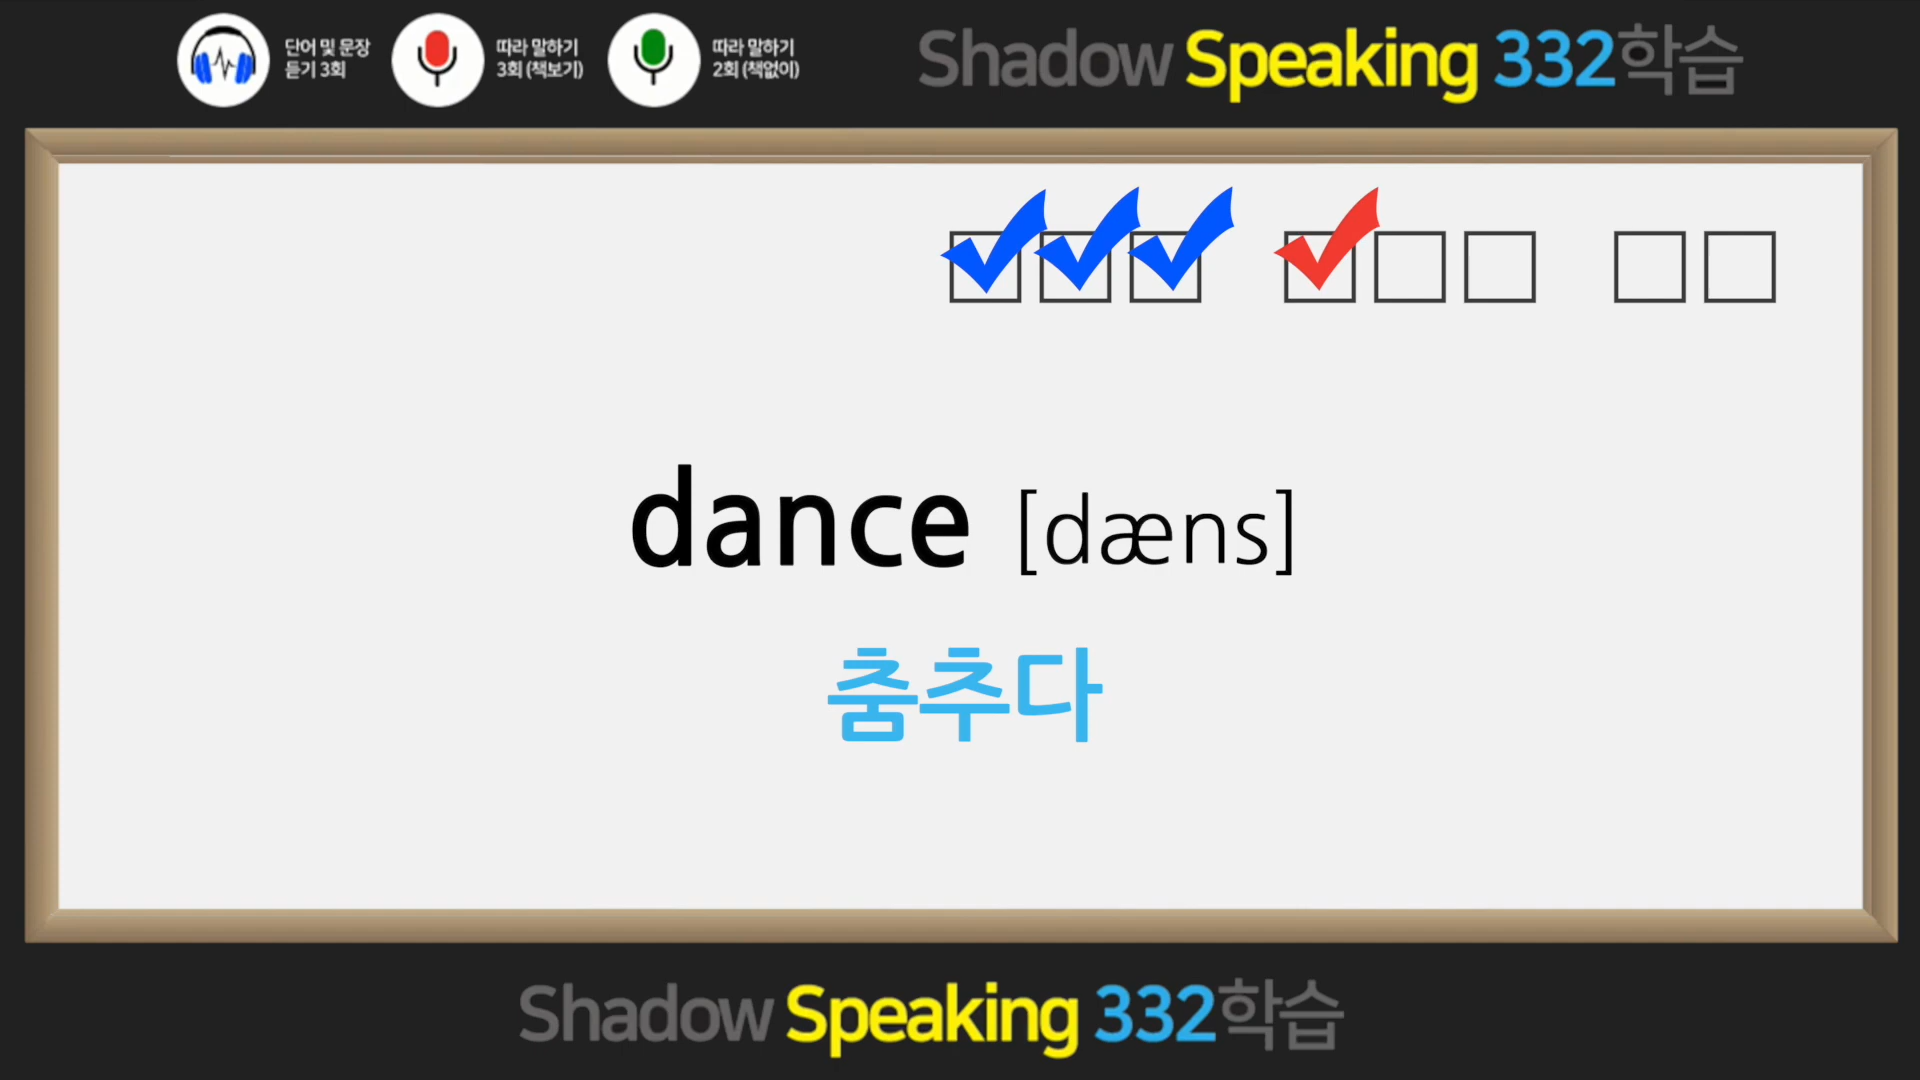 단어 및 문장
듣기 3회
따라 말하기
3회 (책보기)
따라 말하기
2회 (책없이)
Shadow Speaking 332학습
dance [dæns]
춤추다
Shadow Speaking 332학습